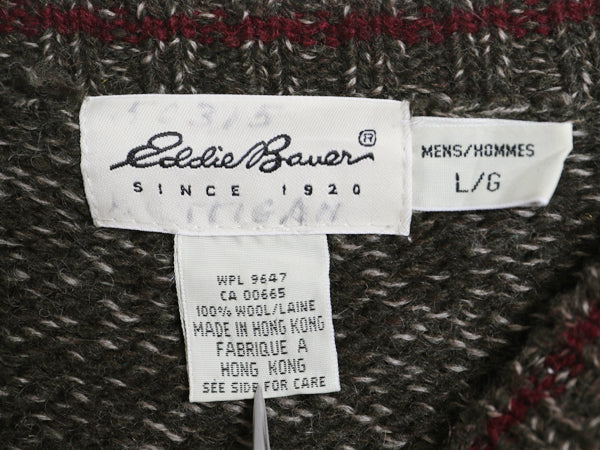 Eddie Bauer®
SINCE 1920
MENS/HOMMES
L/G
WPL 9647
CA 00665
100% WOOL/LAINE
MADE IN HONG KONG
FABRIQUE A
HONG KONG
SEE SIDE FOR CARE